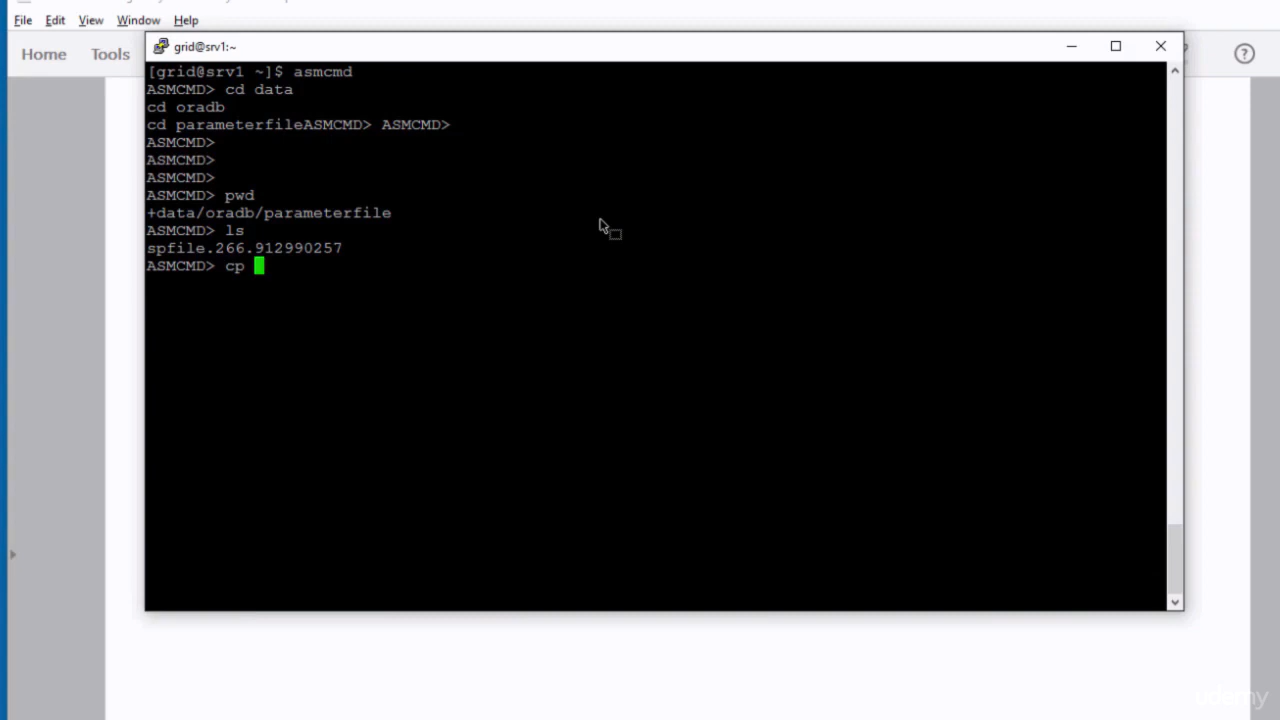 File Edit View Window Help
Home Tools
grid@srv1:~
[grid@srv1 ~]$ asmcmd
ASMCMD> cd data
cd oradb
cd parameterfileASMCMD> ASMCMD>
ASMCMD>
ASMCMD>
ASMCMD>
ASMCMD> pwd
+data/oradb/parameterfile
ASMCMD> ls
spfile.266.912990257
ASMCMD> cp
udemy